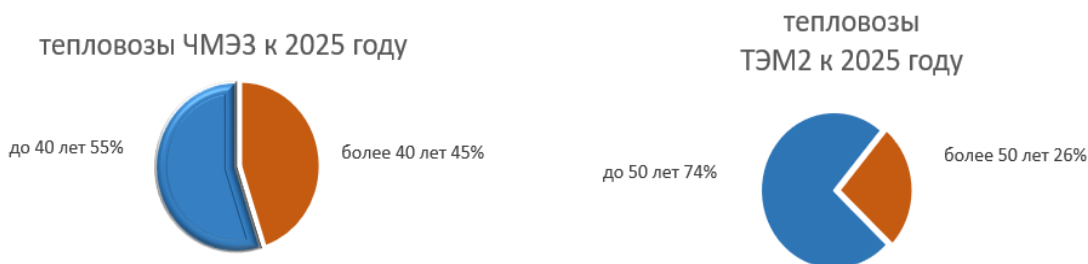 тепловозы ЧМЭ3 к 2025 году
до 40 лет 55%
более 40 лет 45%
тепловозы
ТЭМ2 к 2025 году
до 50 лет 74%
более 50 лет 26%